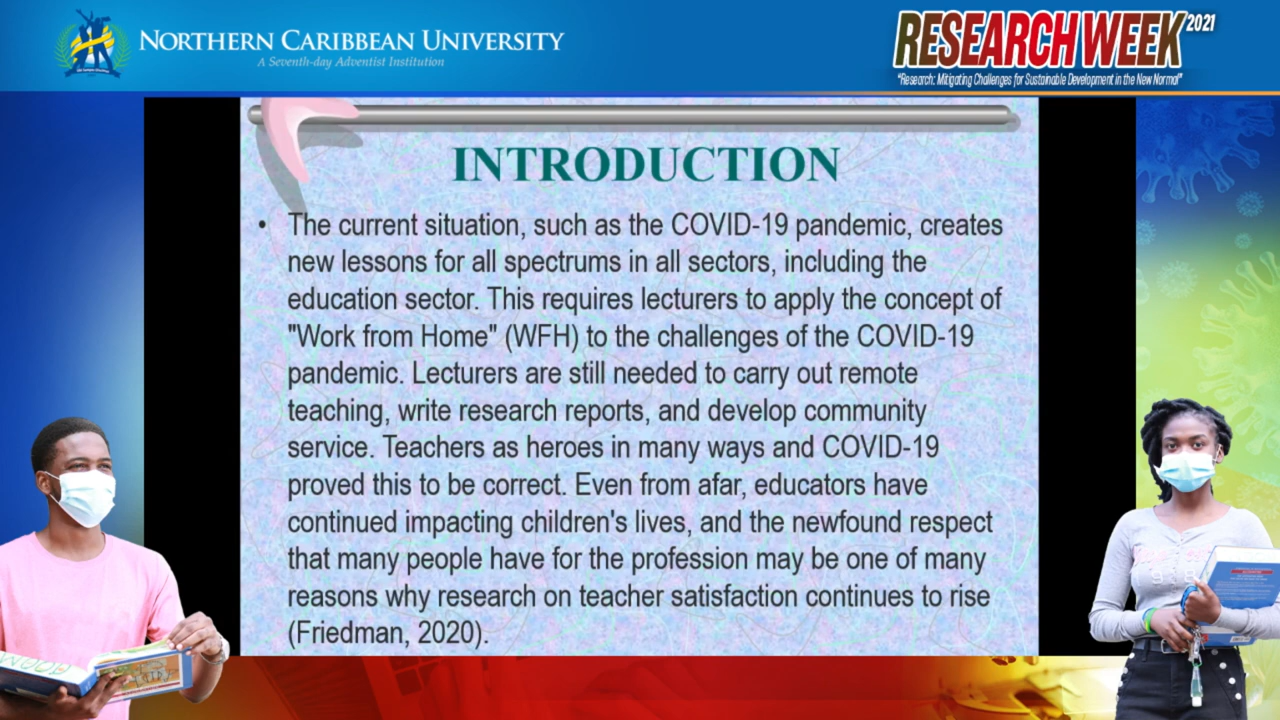 NORTHERN CARIBBEAN UNIVERSITY
A Seventh-day Adventist Institution
RESEARCH WEEK 2021
"Research: Mitigating Challenges for Sustainable Development in the New Normal"
INTRODUCTION
• The current situation, such as the COVID-19 pandemic, creates
new lessons for all spectrums in all sectors, including the
education sector. This requires lecturers to apply the concept of
"Work from Home" (WFH) to the challenges of the COVID-19
pandemic. Lecturers are still needed to carry out remote
teaching, write research reports, and develop community
service. Teachers as heroes in many ways and COVID-19
proved this to be correct. Even from afar, educators have
continued impacting children's lives, and the newfound respect
that many people have for the profession may be one of many
reasons why research on teacher satisfaction continues to rise
(Friedman, 2020).